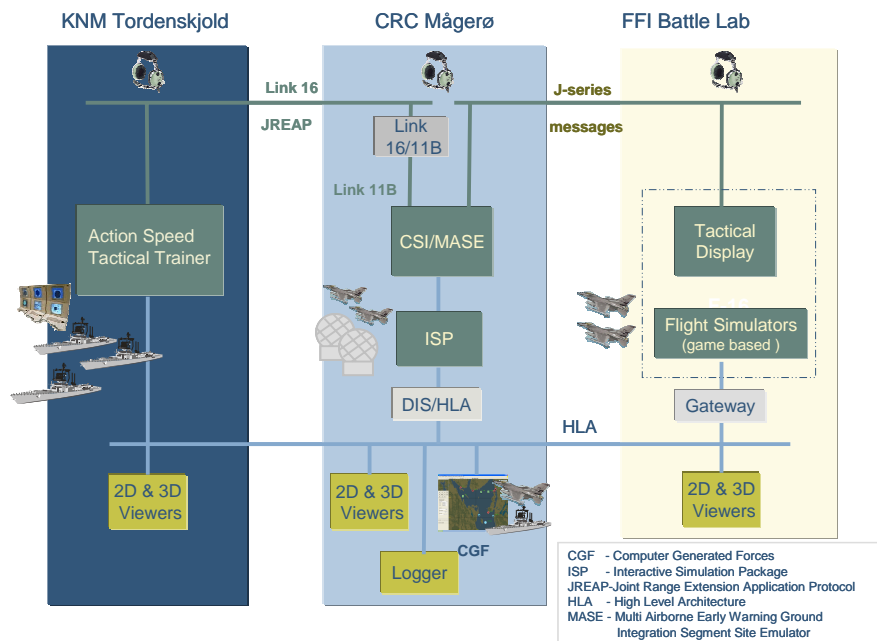 KNM Tordenskjold
CRC Mågerø
FFI Battle Lab
Link 16
J-series
JREAP
messages
Link
16/11B
Link 11B
Action Speed
Tactical Trainer
CSI/MASE
Tactical
Display
F-16
ISP
Flight Simulators
(game based )
DIS/HLA
Gateway
HLA
2D & 3D
Viewers
2D & 3D
Viewers
2D & 3D
Viewers
CGF
Logger
CGF - Computer Generated Forces
ISP - Interactive Simulation Package
JREAP-Joint Range Extension Application Protocol
HLA - High Level Architecture
MASE - Multi Airborne Early Warning Ground
Integration Segment Site Emulator